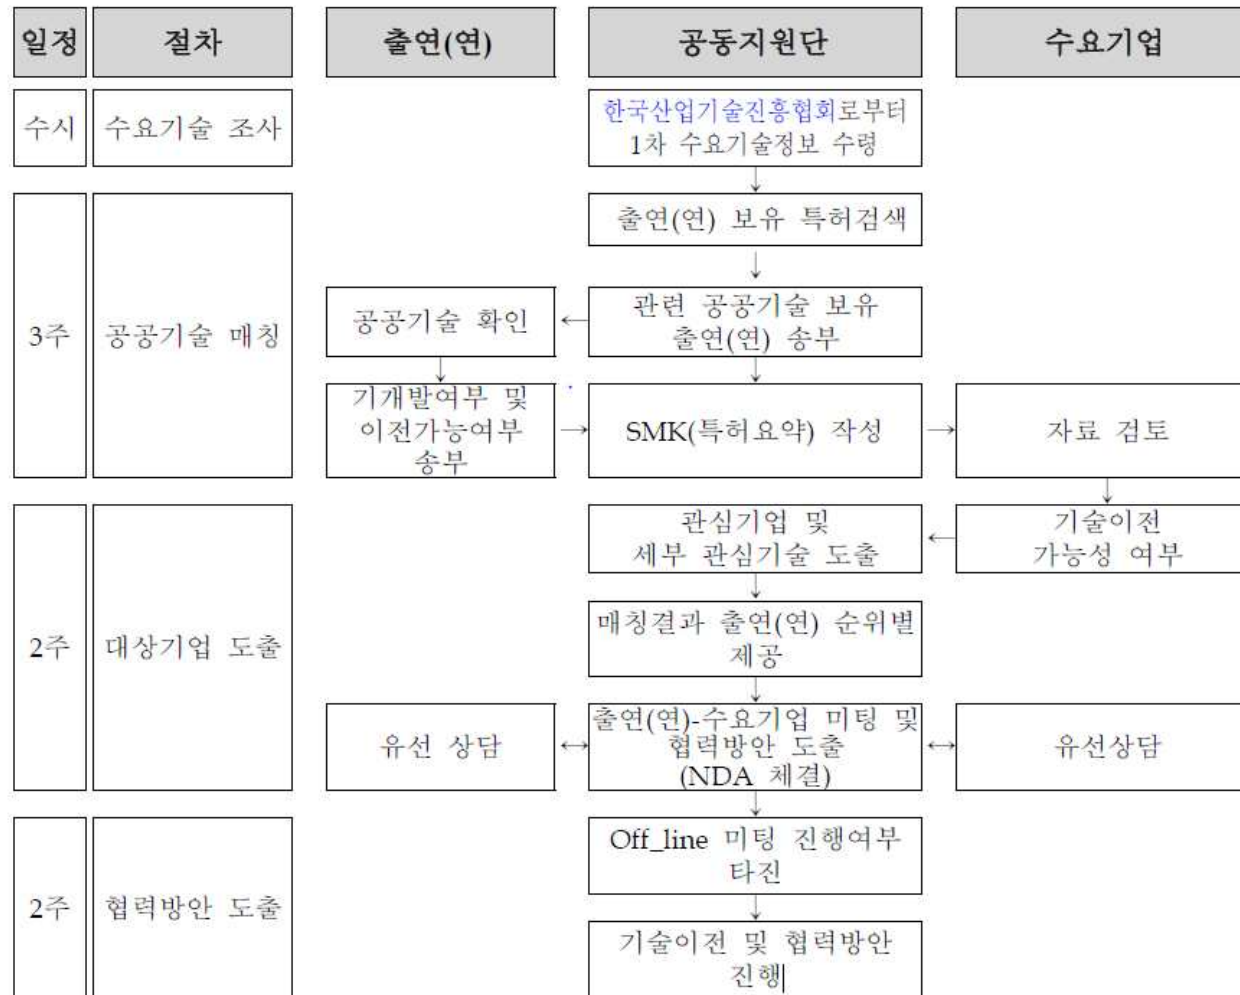 일정 절차 출연(연) 공동지원단 수요기업
수시 수요기술 조사
한국산업기술진흥협회로부터
1차 수요기술정보 수령
3주 공공기술 매칭
출연(연) 보유 특허검색
공공기술 확인
관련 공공기술 보유
출연(연) 송부
기개발여부 및
이전가능여부
송부
SMK(특허요약) 작성
자료 검토
2주 대상기업 도출
관심기업 및
세부 관심기술 도출
기술이전
가능성 여부
매칭결과 출연(연) 순위별
제공
유선 상담
출연(연)-수요기업 미팅 및
협력방안 도출
(NDA 체결)
유선상담
2주 협력방안 도출
Off_line 미팅 진행여부
타진
기술이전 및 협력방안
진행